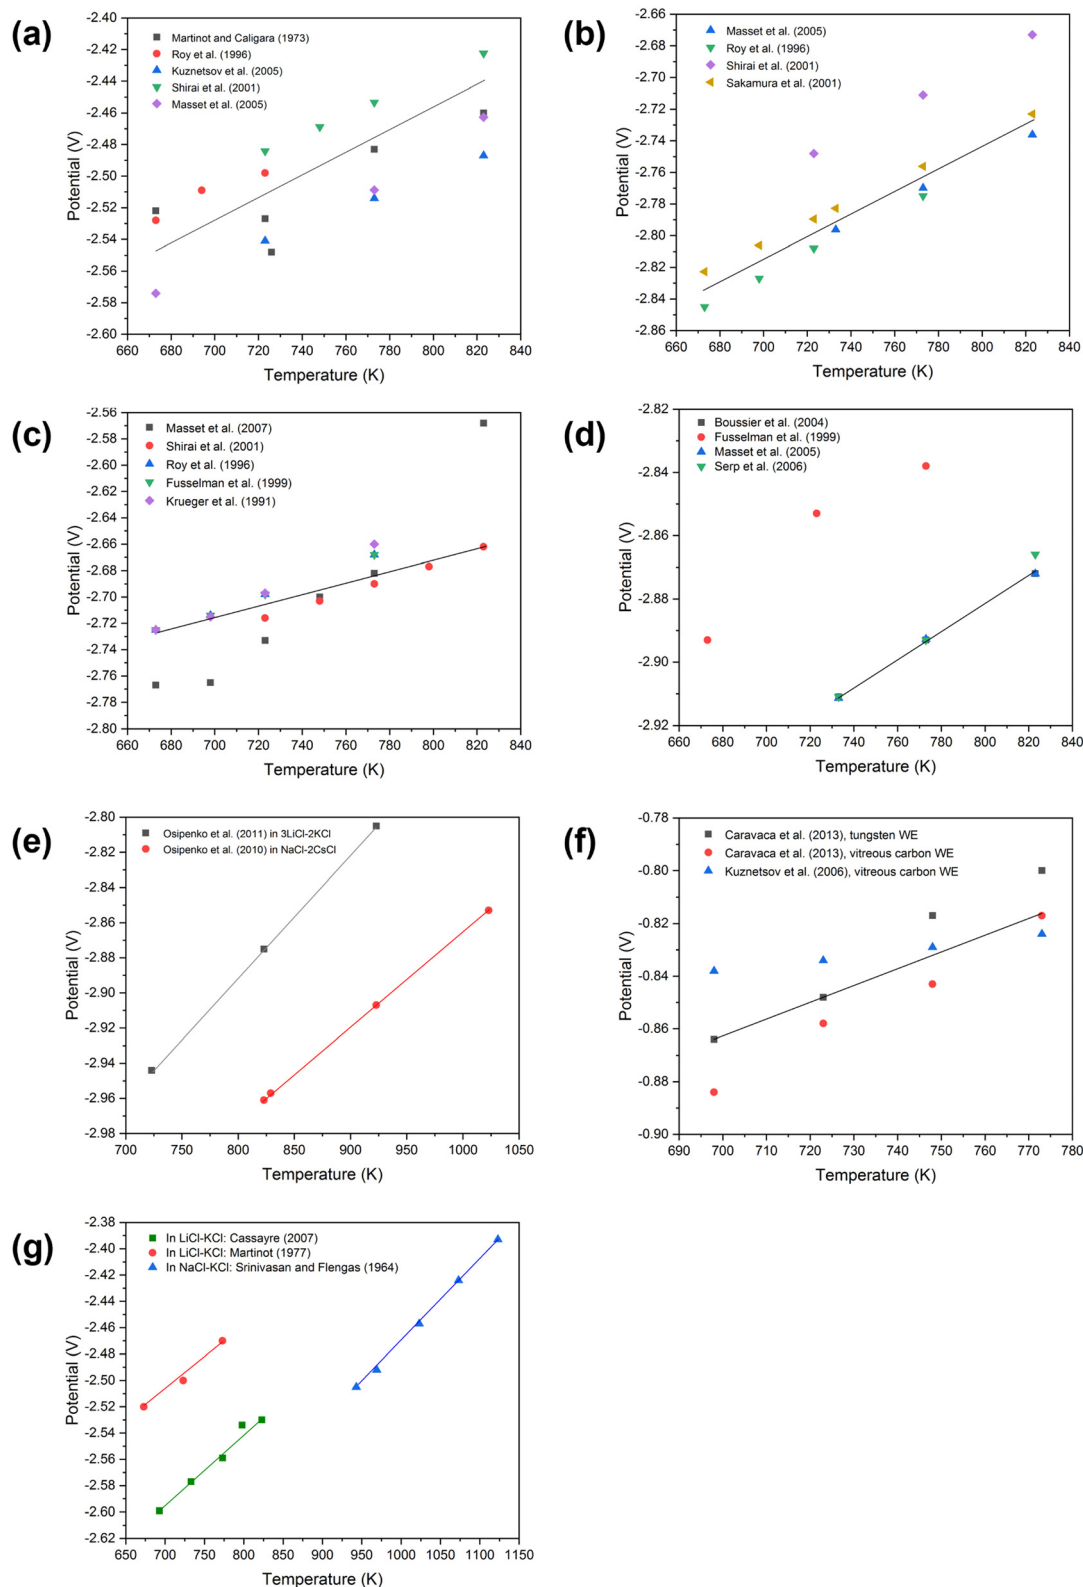 (a)
-2.40
-2.42
-2.44
-2.46
-2.48
-2.50
-2.52
-2.54
-2.56
-2.58
-2.60
Potential (V)
Martinot and Caligara (1973)
Roy et al. (1996)
Kuznetsov et al. (2005)
Shirai et al. (2001)
Masset et al. (2005)
660 680 700 720 740 760 780 800 820 840
Temperature (K)
(b)
-2.66
-2.68
-2.70
-2.72
-2.74
-2.76
-2.78
-2.80
-2.82
-2.84
-2.86
Potential (V)
Masset et al. (2005)
Roy et al. (1996)
Shirai et al. (2001)
Sakamura et al. (2001)
660 680 700 720 740 760 780 800 820 840
Temperature (K)
(c)
-2.56
-2.58
-2.60
-2.62
-2.64
-2.66
-2.68
-2.70
-2.72
-2.74
-2.76
-2.78
-2.80
Potential (V)
Masset et al. (2007)
Shirai et al. (2001)
Roy et al. (1996)
Fusselman et al. (1999)
Krueger et al. (1991)
660 680 700 720 740 760 780 800 820 840
Temperature (K)
(d)
-2.82
-2.84
-2.86
-2.88
-2.90
-2.92
Potential (V)
Boussier et al. (2004)
Fusselman et al. (1999)
Masset et al. (2005)
Serp et al. (2006)
660 680 700 720 740 760 780 800 820 840
Temperature (K)
(e)
-2.80
-2.82
-2.84
-2.86
-2.88
-2.90
-2.92
-2.94
-2.96
-2.98
Potential (V)
Osipenko et al. (2011) in 3LiCl-2KCl
Osipenko et al. (2010) in NaCl-2CsCl
700 750 800 850 900 950 1000 1050
Temperature (K)
(f)
-0.78
-0.80
-0.82
-0.84
-0.86
-0.88
-0.90
Potential (V)
Caravaca et al. (2013), tungsten WE
Caravaca et al. (2013), vitreous carbon WE
Kuznetsov et al. (2006), vitreous carbon WE
690 700 710 720 730 740 750 760 770 780
Temperature (K)
(g)
-2.38
-2.40
-2.42
-2.44
-2.46
-2.48
-2.50
-2.52
-2.54
-2.56
-2.58
-2.60
-2.62
Potential (V)
In LiCl-KCl: Cassayre (2007)
In LiCl-KCl: Martinot (1977)
In NaCl-KCl: Srinivasan and Flengas (1964)
650 700 750 800 850 900 950 1000 1050 1100 1150
Temperature (K)